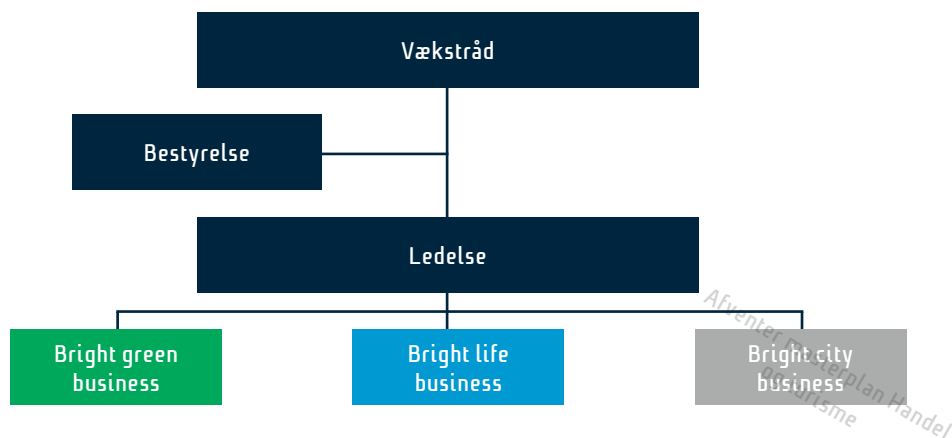 Vækstråd
Bestyrelse
Ledelse
Bright green
business
Bright life
business
Bright city
business
Afventer masterplan Handel
og turisme